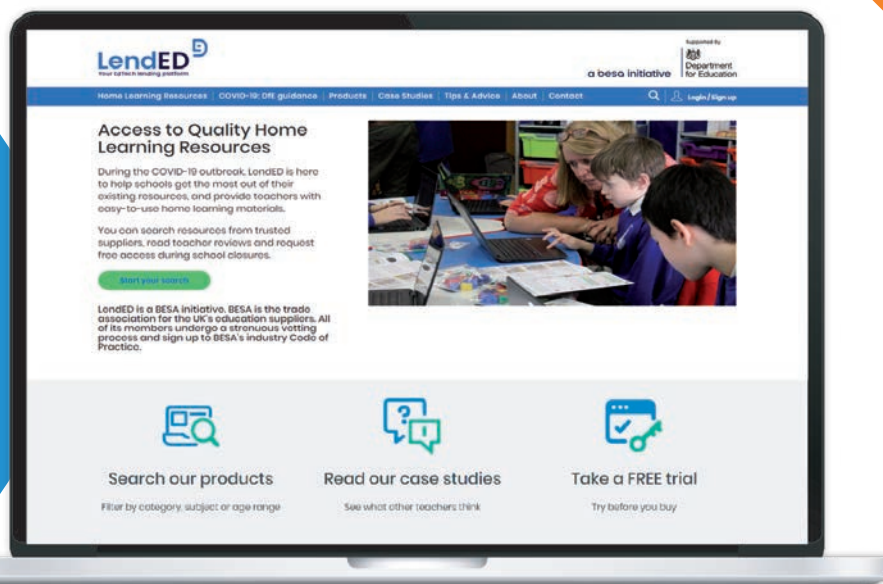 LendED
Your EdTech lending platform
a besa initiative
Supported by
Department
for Education
Home Learning Resources | COVID-19: DfE guidance | Products | Case Studies | Tips & Advice | About | Contact
Login / Sign up
Access to Quality Home
Learning Resources
During the COVID-19 outbreak, LendED is here
to help schools get the most out of their
existing resources, and provide teachers with
easy-to-use home learning materials.
You can search resources from trusted
suppliers, read teacher reviews and request
free access during school closures.
Start your search
LendED is a BESA initiative. BESA is the trade
association for the UK's education suppliers. All
of its members undergo a strenuous vetting
process and sign up to BESA's industry Code of
Practice.
Search our products
Filter by category, subject or age range
Read our case studies
See what other teachers think
Take a FREE trial
Try before you buy